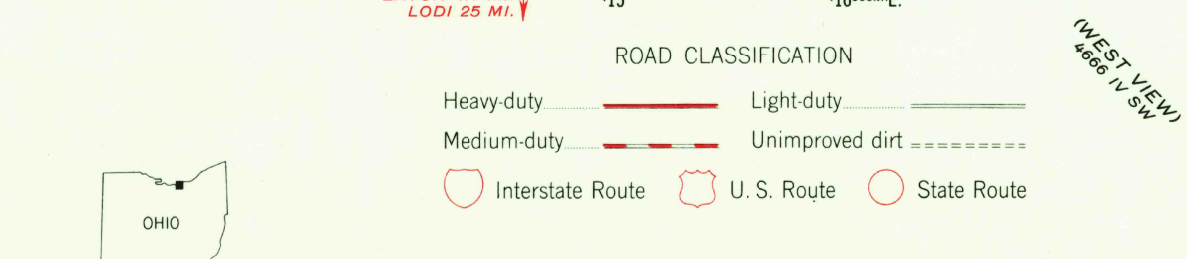 LODI 25 MI.
ROAD CLASSIFICATION
Heavy-duty Light-duty
Medium-duty Unimproved dirt
Interstate Route U. S. Route State Route
(WEST VIEW)
4666 IV SW
OHIO